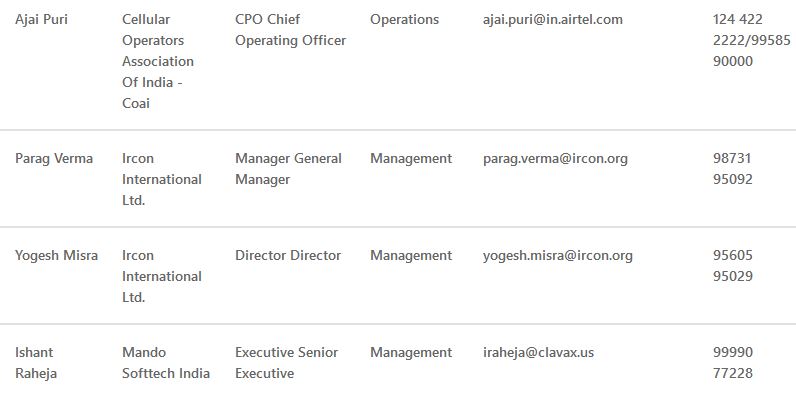 Ajai Puri Cellular CPO Chief Operations ajai.puri@in.airtel.com 124 422
Operators Operating Officer 2222/99585
Association 90000
Of India -
Coai
Parag Verma Ircon Manager General Management parag.verma@ircon.org 98731
International Manager 95092
Ltd.
Yogesh Misra Ircon Director Director Management yogesh.misra@ircon.org 95605
International 95029
Ltd.
Ishant Mando Executive Senior Management iraheja@clavax.us 99990
Raheja Softtech India Executive 77228